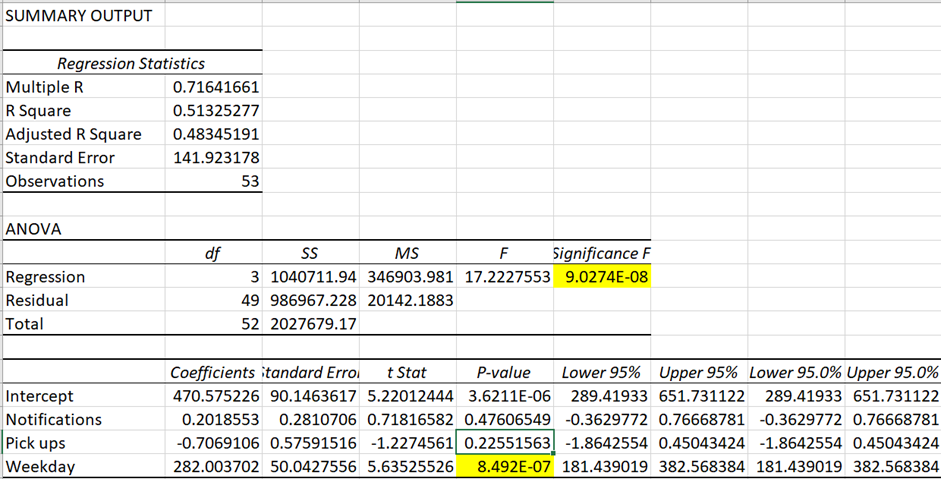 SUMMARY OUTPUT
Regression Statistics
Multiple R 0.71641661
R Square 0.51325277
Adjusted R Square 0.48345191
Standard Error 141.923178
Observations 53
ANOVA
df SS MS F Significance F
Regression 3 1040711.94 346903.981 17.2227553 9.0274E-08
Residual 49 986967.228 20142.1883
Total 52 2027679.17
Coefficients Standard Erro t Stat P-value Lower 95% Upper 95% Lower 95.0% Upper 95.0%
Intercept 470.575226 90.1463617 5.22012444 3.6211E-06 289.41933 651.731122 289.41933 651.731122
Notifications 0.2018553 0.2810706 0.71816582 0.47606549 -0.3629772 0.76668781 -0.3629772 0.76668781
Pick ups -0.7069106 0.57591516 -1.2274561 0.22551563 -1.8642554 0.45043424 -1.8642554 0.45043424
Weekday 282.003702 50.0427556 5.63525526 8.492E-07 181.439019 382.568384 181.439019 382.568384